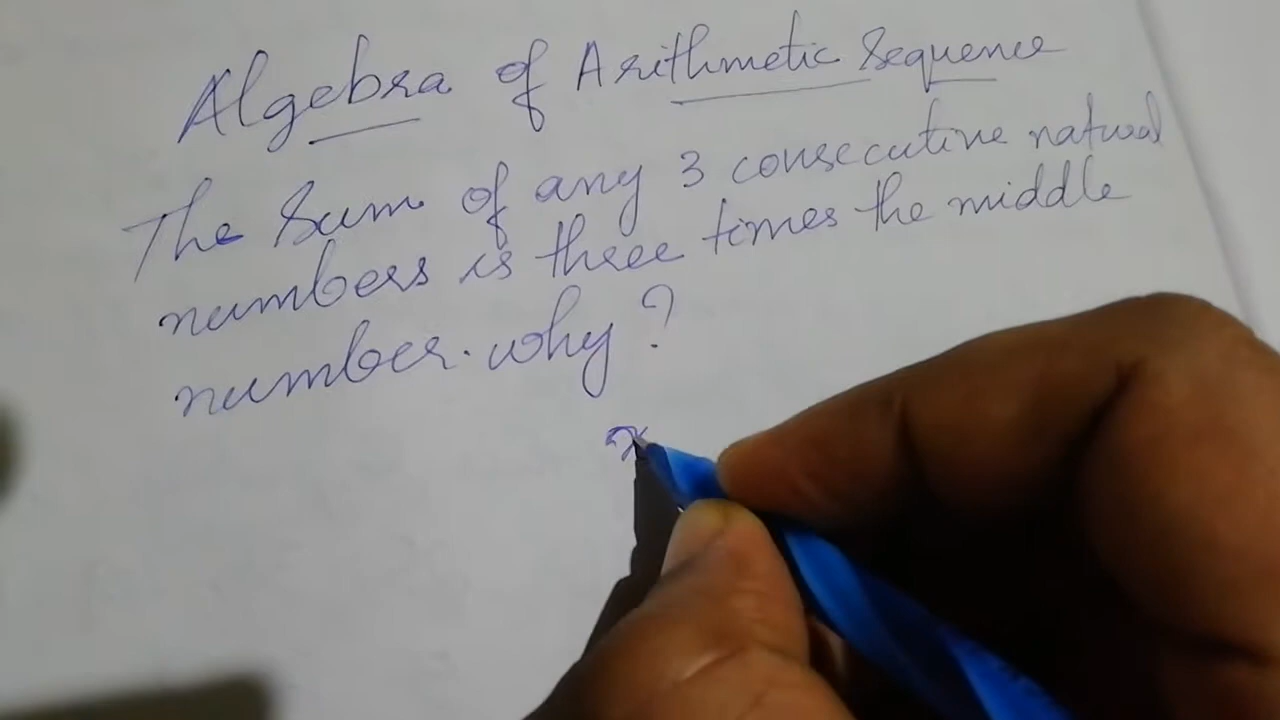 Algebra of Arithmetic Sequence
The Sum of any 3 consecutive natural
numbers is three times the middle
number. why?
x